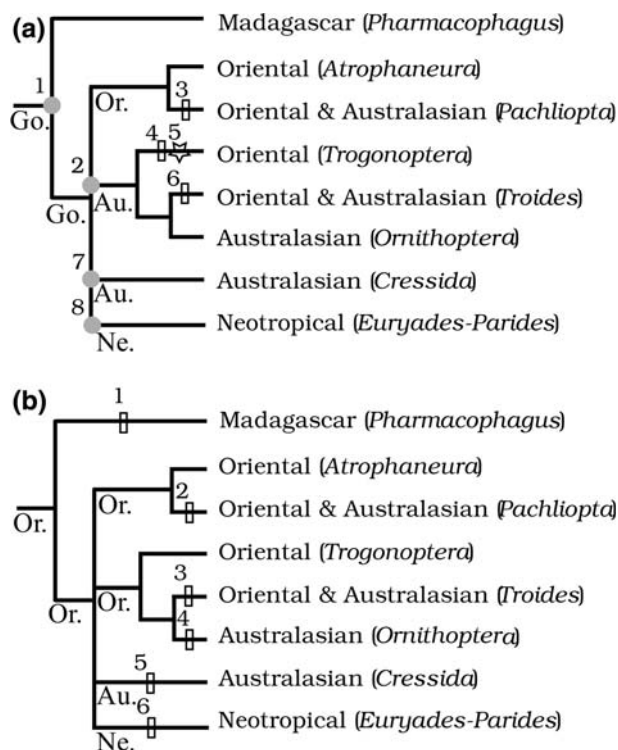 (a)
Madagascar (Pharmacophagus)
1
Go.
Oriental (Atrophaneura)
Or.
3
Oriental & Australasian (Pachliopta)
4 5
Oriental (Trogonoptera)
2
6
Au.
Oriental & Australasian (Troides)
Go.
Australasian (Ornithoptera)
7
Australasian (Cressida)
Au.
8
Neotropical (Euryades-Parides)
Ne.
(b)
1
Madagascar (Pharmacophagus)
Oriental (Atrophaneura)
Or.
Or.
2
Oriental & Australasian (Pachliopta)
Oriental (Trogonoptera)
Or.
Or.
3
Oriental & Australasian (Troides)
4
Australasian (Ornithoptera)
5
Australasian (Cressida)
Au.
6
Neotropical (Euryades-Parides)
Ne.